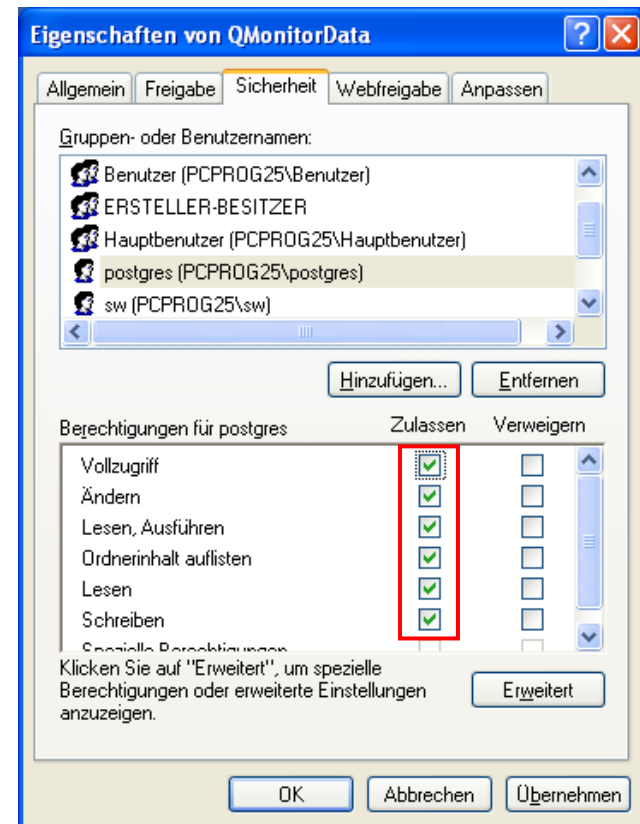 Eigenschaften von QMonitorData
Allgemein Freigabe Sicherheit Webfreigabe Anpassen
Gruppen- oder Benutzernamen:
Benutzer (PCPROG25\Benutzer)
ERSTELLER-BESITZER
Hauptbenutzer (PCPROG25\Hauptbenutzer)
postgres (PCPROG25\postgres)
sw (PCPROG25\sw)
Hinzufügen... Entfernen
Berechtigungen für postgres Zulassen Verweigern
Vollzugriff
Ändern
Lesen, Ausführen
Ordnerinhalt auflisten
Lesen
Schreiben
Spezielle Berechtigungen
Klicken Sie auf "Erweitert", um spezielle
Berechtigungen oder erweiterte Einstellungen
anzuzeigen.
Erweitert
OK Abbrechen Übernehmen